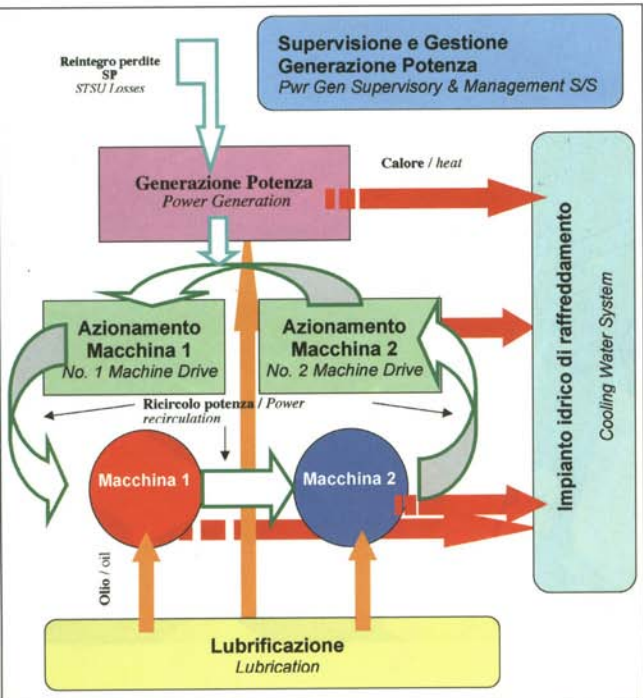 Reintegro perdite
SP
STSU Losses
Supervisione e Gestione
Generazione Potenza
Pwr Gen Supervisory & Management S/S
Generazione Potenza
Power Generation
Calore / heat
Azionamento
Macchina 1
No. 1 Machine Drive
Azionamento
Macchina 2
No. 2 Machine Drive
Ricircolo potenza / Power
recirculation
Macchina 1
Macchina 2
Olio / oil
Impianto idrico di raffreddamento
Cooling Water System
Lubrificazione
Lubrication